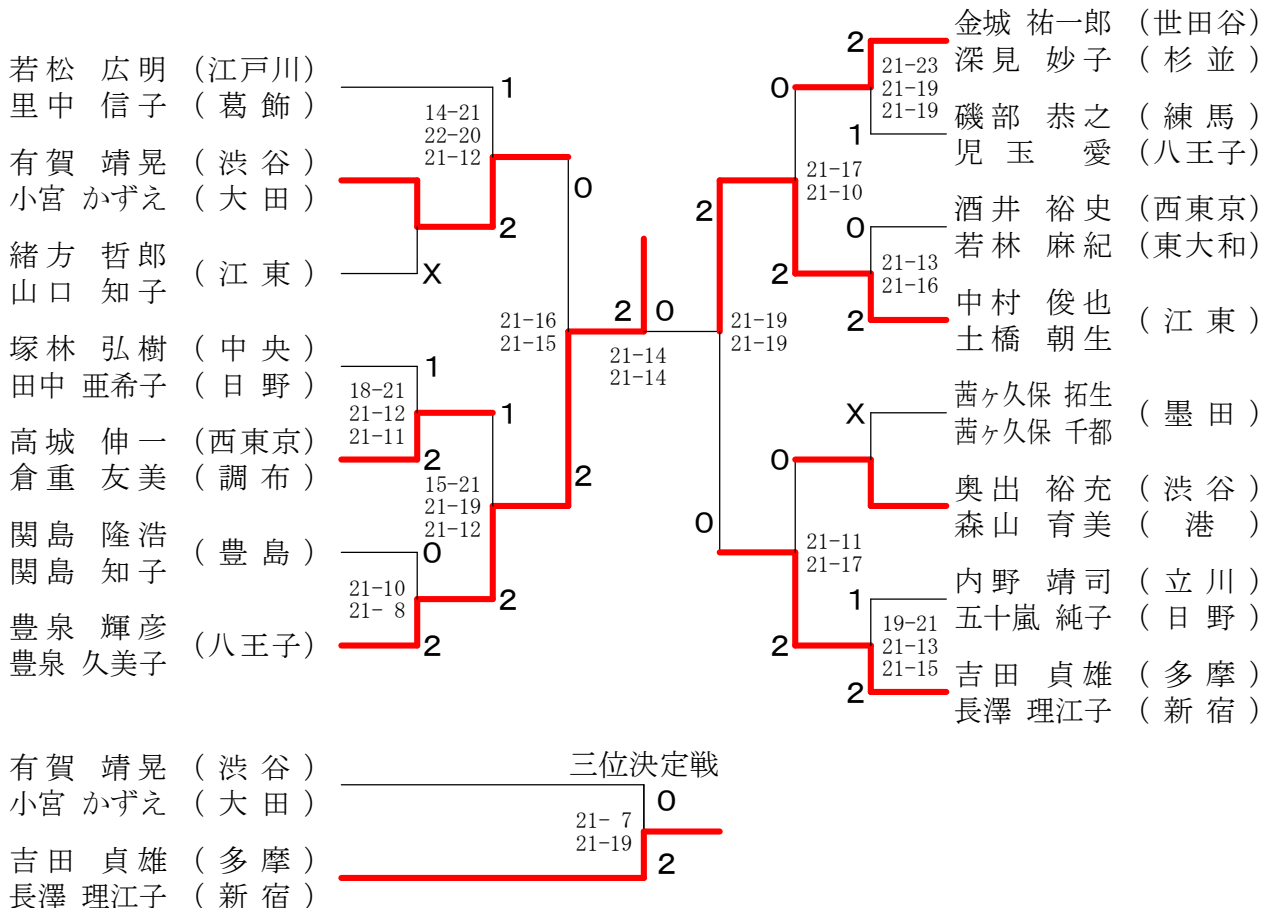 若松 広明 (江戸川)
里中 信子 (葛飾)
有賀 靖晃 (渋谷)
小宮 かずえ (大田)
緒方 哲郎
山口 知子
(江東)
塚林 弘樹 (中央)
田中 亜希子 (日野)
高城 伸一 (西東京)
倉重 友美 (調布)
関島 隆浩
関島 知子
(豊島)
豊泉 輝彦
豊泉 久美子
(八王子)
1
14-21
22-20
21-12
2
X
0
1
18-21
21-12
21-11
2
1
15-21
21-19
21-12
0
21-10
21- 8
2
2
21-16
21-15
2
2
0
21-14
21-14
金城 祐一郎 (世田谷)
深見 妙子 (杉並)
磯部 恭之 (練馬)
児玉 愛 (八王子)
酒井 裕史 (西東京)
若林 麻紀 (東大和)
中村 俊也
土橋 朝生
(江東)
茜ヶ久保 拓生
茜ヶ久保 千都
(墨田)
奥出 裕充 (渋谷)
森山 育美 (港)
内野 靖司 (立川)
五十嵐 純子 (日野)
吉田 貞雄 (多摩)
長澤 理江子 (新宿)
2
21-23
21-19
21-19
1
0
21-17
21-10
0
21-13
21-16
2
2
2
21-19
21-19
0
X
0
21-11
21-17
1
19-21
21-13
21-15
2
2
三位決定戦
有賀 靖晃 (渋谷)
小宮 かずえ (大田)
吉田 貞雄 (多摩)
長澤 理江子 (新宿)
0
21- 7
21-19
2